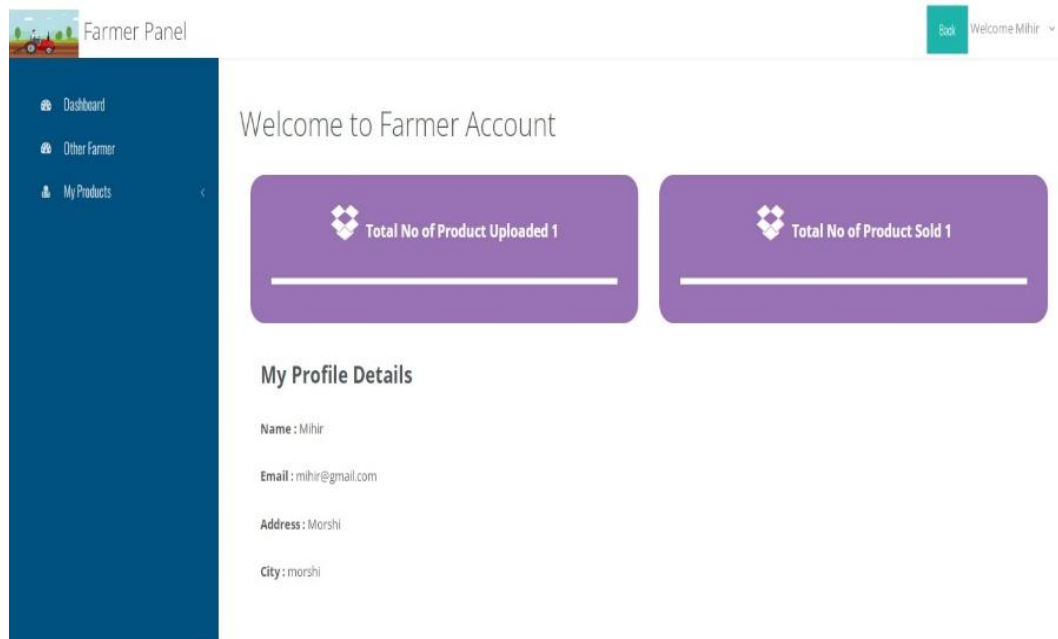 Farmer Panel
Back
Welcome Mihir
Dashboard
Other Farmer
My Products
Welcome to Farmer Account
Total No of Product Uploaded 1
Total No of Product Sold 1
My Profile Details
Name : Mihir
Email : mihir@gmail.com
Address : Morshi
City : morshi